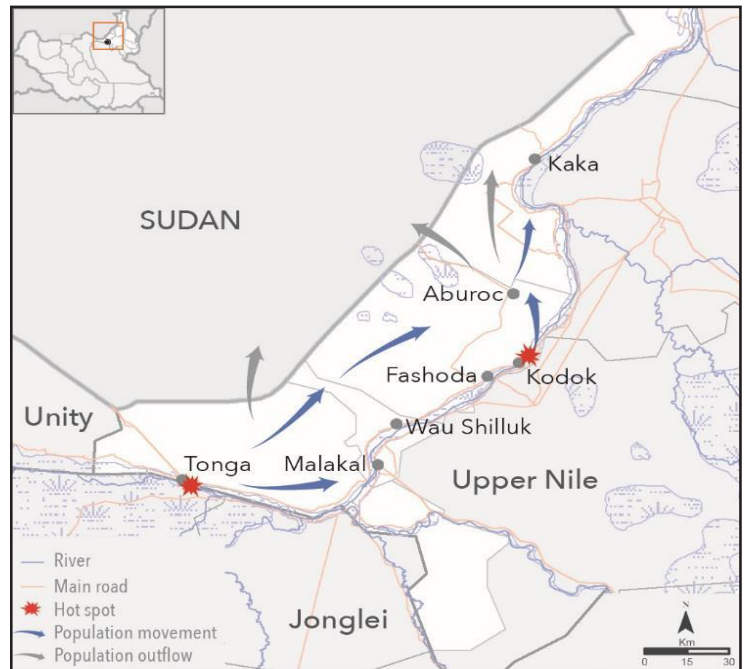 Kaka
SUDAN
Aburoc
Fashoda
Kodok
Unity
Wau Shilluk
Tonga
Malakal
Upper Nile
Jonglei
River
Main road
Hot spot
Population movement
Population outflow
N
Km
0 15 30